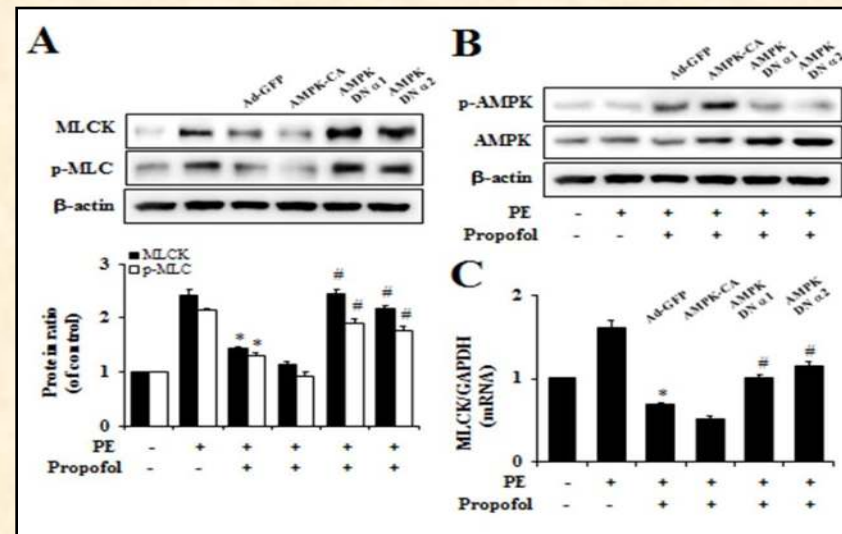 A
Ad-GFP
AMPK-CA
AMPK
DN α1
AMPK
DN α2
MLCK
p-MLC
β-actin
MLCK
p-MLC
3
2
1
0
Protein ratio
(of control)
* *
# #
# #
PE - + + + + +
Propofol - - + + + +
B
Ad-GFP
AMPK-CA
AMPK
DN α1
AMPK
DN α2
p-AMPK
AMPK
β-actin
PE - + + + + +
Propofol - - + + + +
C
Ad-GFP
AMPK-CA
AMPK
DN α1
AMPK
DN α2
2
1
0
MLCK/GAPDH
(mRNA)
*
# #
PE - + + + + +
Propofol - - + + + +